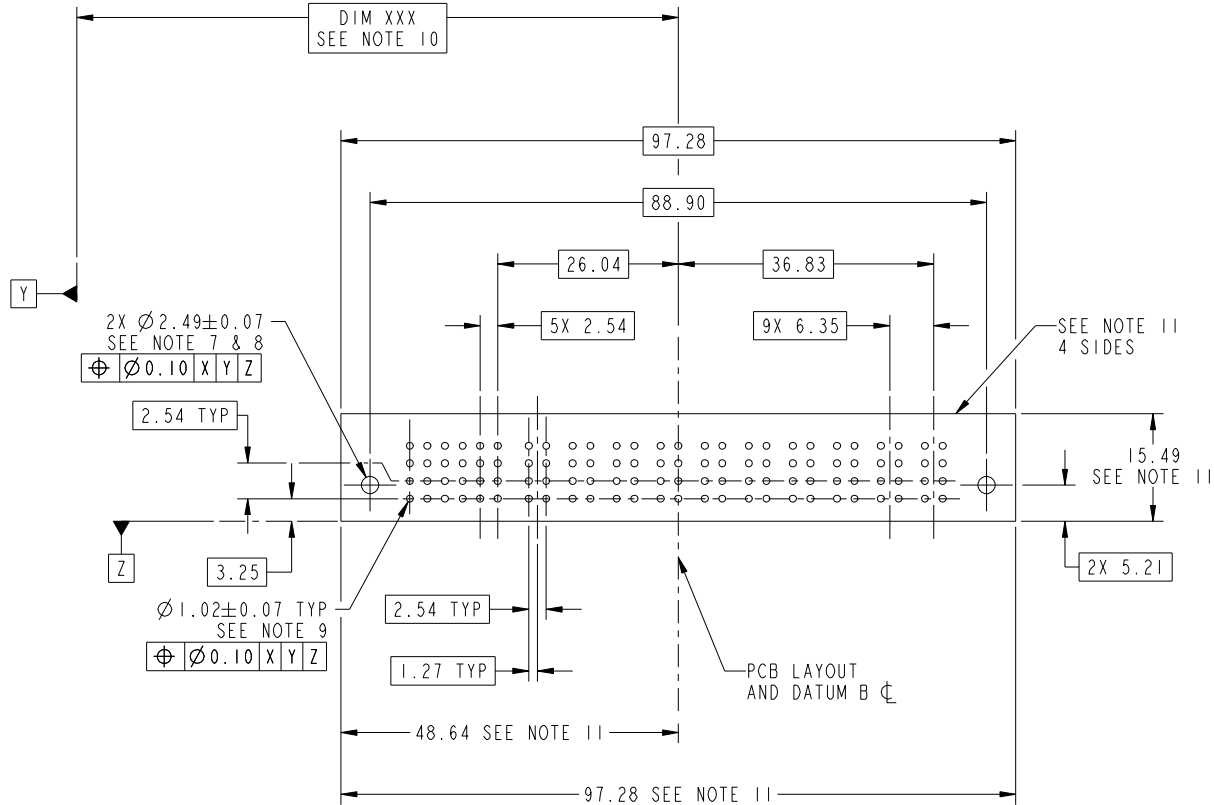 DIM XXX
SEE NOTE 10
97.28
88.90
26.04
36.83
Y
2X Ø2.49±0.07
SEE NOTE 7 & 8
⌖ Ø0.10 X Y Z
5X 2.54
9X 6.35
SEE NOTE 11
4 SIDES
2.54 TYP
15.49
SEE NOTE 11
Z
3.25
2X 5.21
Ø1.02±0.07 TYP
SEE NOTE 9
⌖ Ø0.10 X Y Z
2.54 TYP
1.27 TYP
PCB LAYOUT
AND DATUM B ℄
48.64 SEE NOTE 11
97.28 SEE NOTE 11